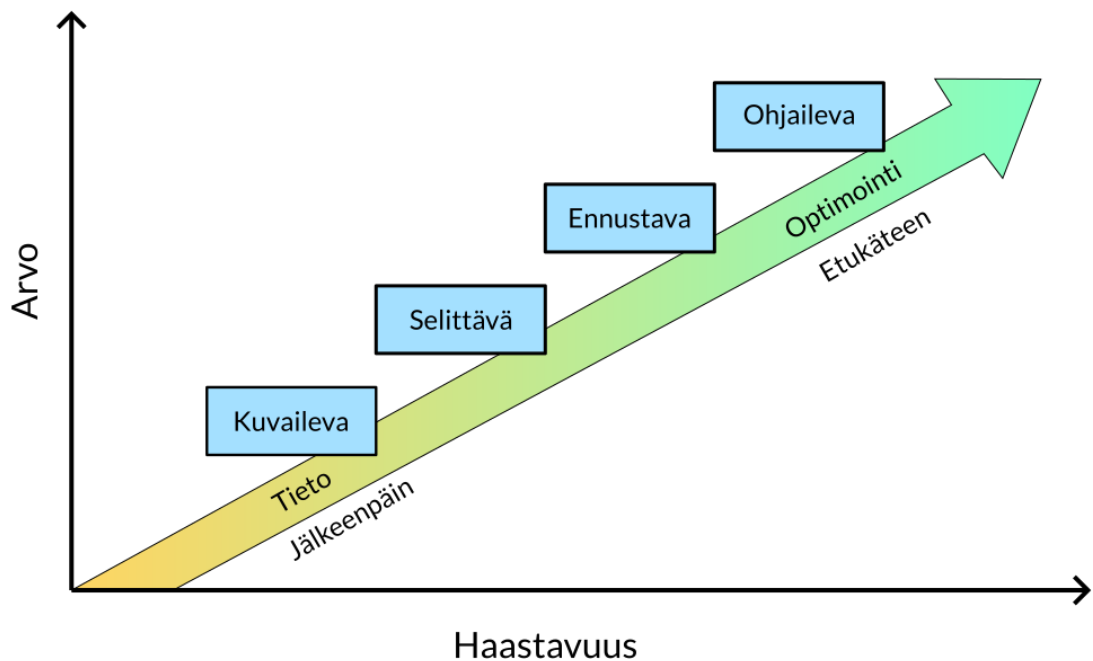 Ohjaileva
Ennustava
Optimointi
Etukäteen
Arvo
Selittävä
Kuvaileva
Tieto
Jälkeenpäin
Haastavuus